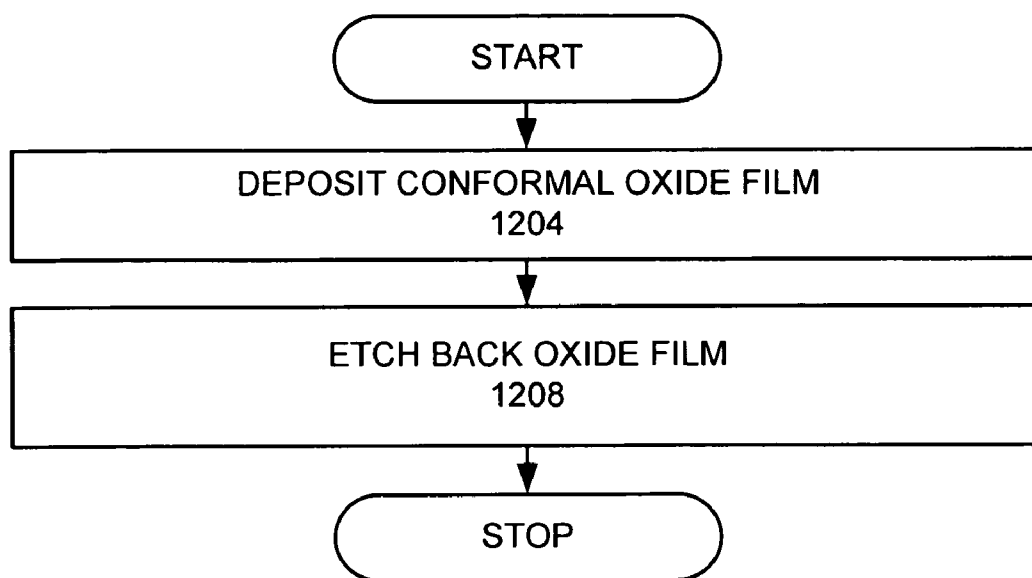 START
DEPOSIT CONFORMAL OXIDE FILM
1204
ETCH BACK OXIDE FILM
1208
STOP